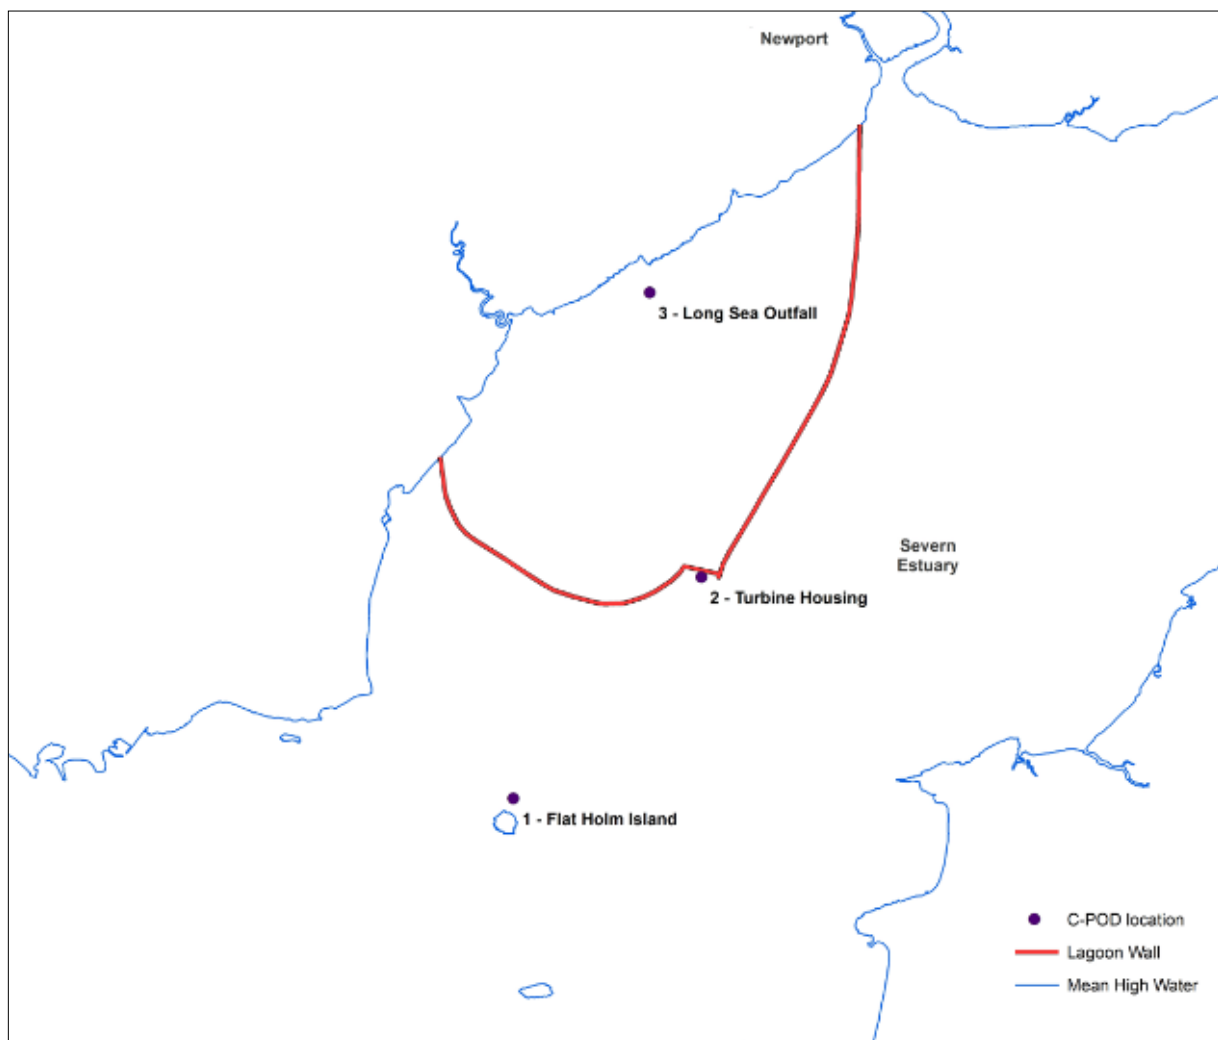 Newport
3 - Long Sea Outfall
Severn
Estuary
2 - Turbine Housing
1 - Flat Holm Island
C-POD location
Lagoon Wall
Mean High Water